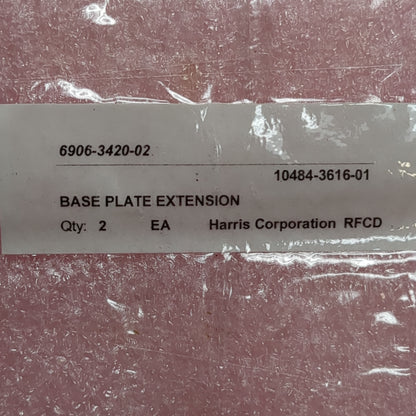 6906-3420-02
10484-3616-01
BASE PLATE EXTENSION
Qty: 2 EA Harris Corporation RFCD